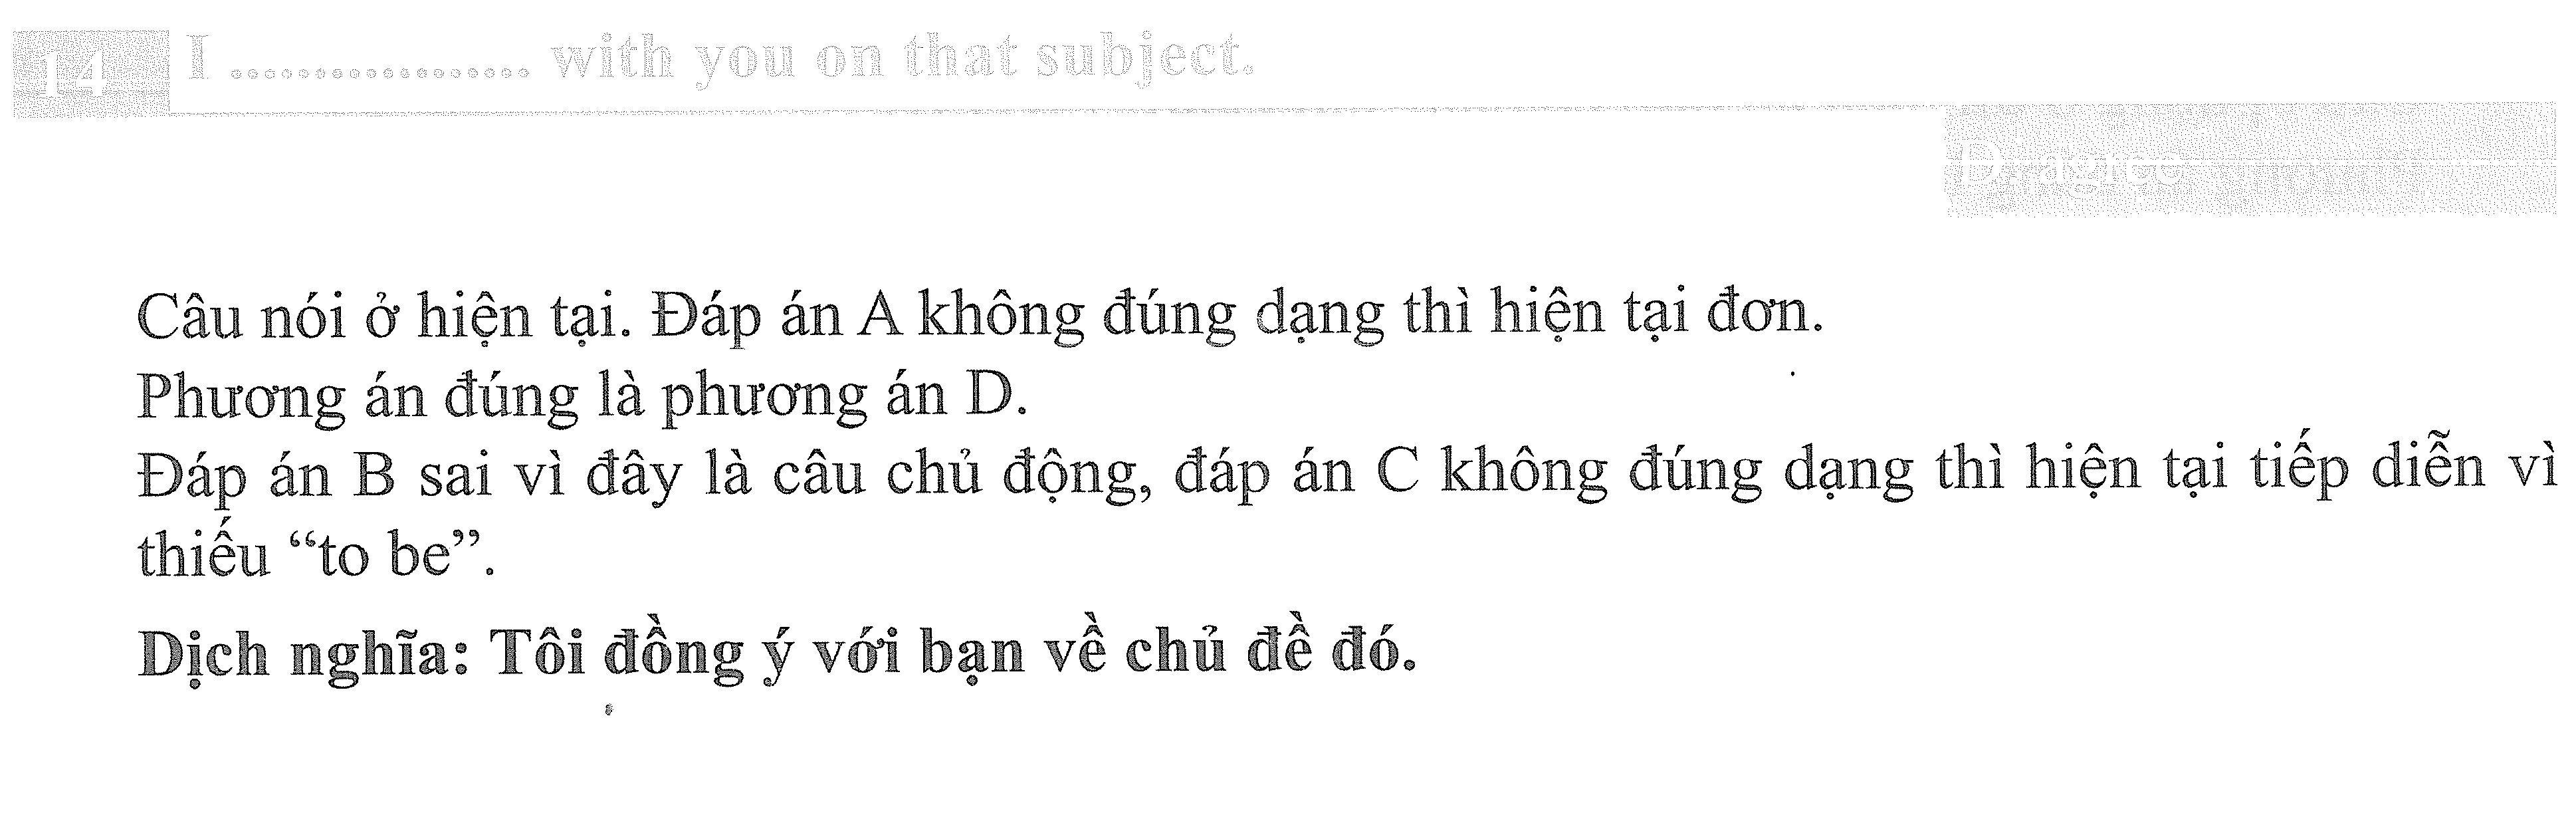 14 I .................. with you on that subject.
D. agree
Câu nói ở hiện tại. Đáp án A không đúng dạng thì hiện tại đơn.
Phương án đúng là phương án D.
Đáp án B sai vì đây là câu chủ động, đáp án C không đúng dạng thì hiện tại tiếp diễn vì
thiếu “to be”.
Dịch nghĩa: Tôi đồng ý với bạn về chủ đề đó.